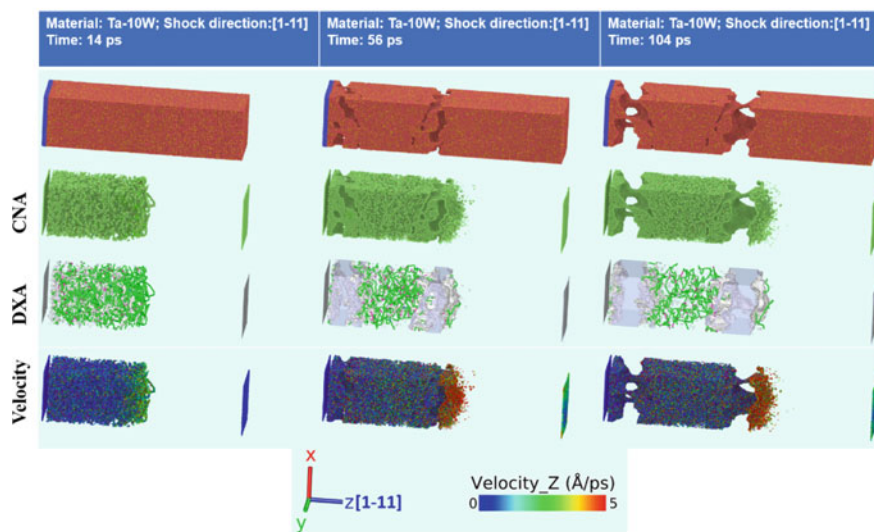 Material: Ta-10W; Shock direction:[1-11]
Time: 14 ps
Material: Ta-10W; Shock direction:[1-11]
Time: 56 ps
Material: Ta-10W; Shock direction:[1-11]
Time: 104 ps
CNA
DXA
Velocity
x
y
z[1-11]
Velocity_Z (Å/ps)
0
5